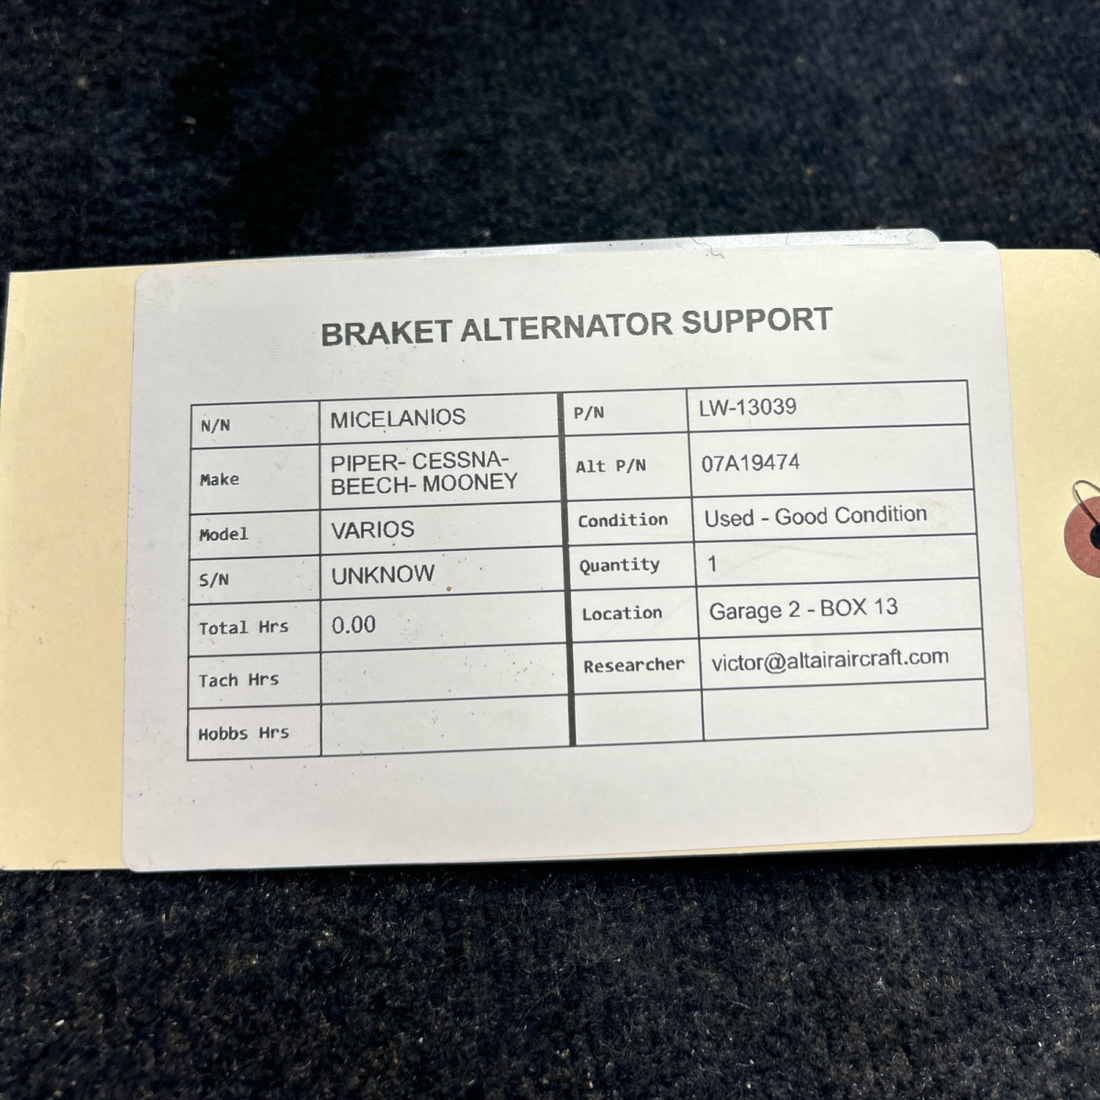 BRAKET ALTERNATOR SUPPORT
N/N MICELANIOS P/N LW-13039
Make PIPER- CESSNA-
BEECH- MOONEY Alt P/N 07A19474
Model VARIOS Condition Used - Good Condition
S/N UNKNOW Quantity 1
Total Hrs 0.00 Location Garage 2 - BOX 13
Tach Hrs Researcher victor@altairaircraft.com
Hobbs Hrs